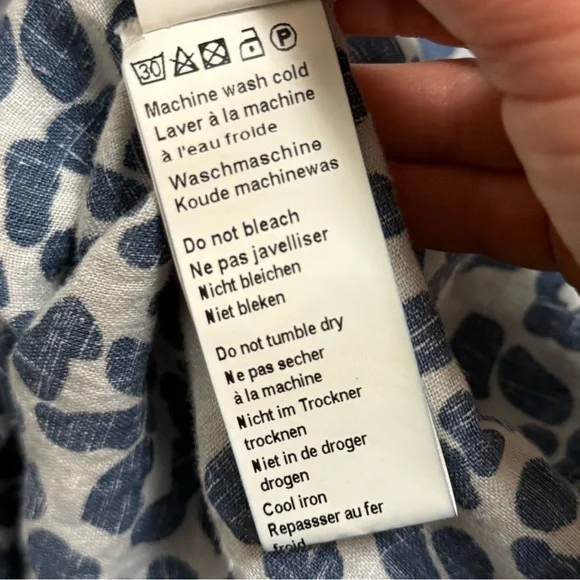 30 P
Machine wash cold
Laver à la machine
à l'eau froide
Waschmaschine
Koude machinewas
Do not bleach
Ne pas javelliser
Nicht bleichen
Niet bleken
Do not tumble dry
Ne pas secher
à la machine
Nicht im Trockner
trocknen
Niet in de droger
drogen
Cool iron
Repassser au fer
froid